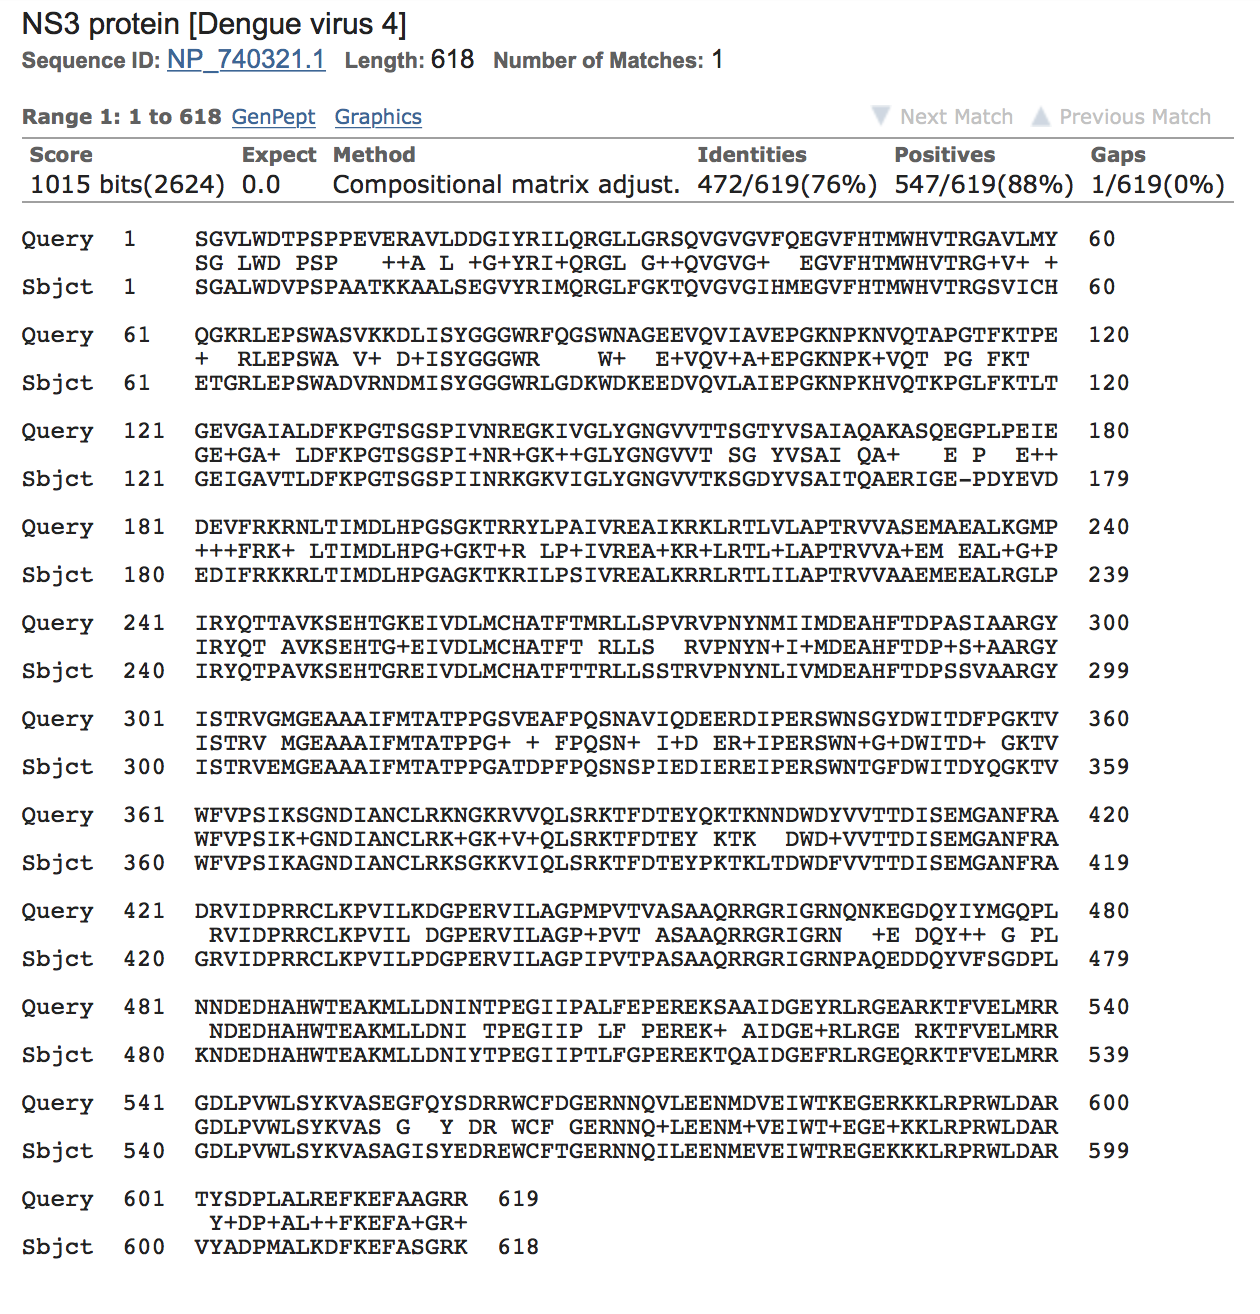 NS3 protein [Dengue virus 4]
Sequence ID: NP_740321.1 Length: 618 Number of Matches: 1
Range 1: 1 to 618 GenPept Graphics Next Match Previous Match
Score Expect Method Identities Positives Gaps
1015 bits(2624) 0.0 Compositional matrix adjust. 472/619(76%) 547/619(88%) 1/619(0%)
Query 1 SGVLWDTPSPPEVERAVLDDGIYRILQRGLLGRSQVGVGVFQEGVFHTMWHVTRGAVLMY 60
SG LWD PSP   ++A L +G+YRI+QRGL G++QVGVG+  EGVFHTMWHVTRG+V+ +
Sbjct 1 SGALWDVPSPAATKKAALSEGVYRIMQRGLFGKTQVGVGIHMEGVFHTMWHVTRGSVICH 60
Query 61 QGKRLEPSWASVKKDLISYGGGWRFQGSWNAGEEVQVIAVEPGKNPKNVQTAPGTFKTPE 120
+  RLEPSWA V+ D+ISYGGGWR    W+  E+VQV+A+EPGKNPK+VQT PG FKT
Sbjct 61 ETGRLEPSWADVRNDMISYGGGWRLGDKWDKEEDVQVLAIEPGKNPKHVQTKPGLFKTLT 120
Query 121 GEVGAIALDFKPGTSGSPIVNREGKIVGLYGNGVVTTSGTYVSAIAQAKASQEGPLPEIE 180
GE+GA+ LDFKPGTSGSPI+NR+GK++GLYGNGVVT SG YVSAI QA+   E P  E++
Sbjct 121 GEIGAVTLDFKPGTSGSPIINRKGKVIGLYGNGVVTKSGDYVSAITQAERIGE-PDYEVD 179
Query 181 DEVFRKRNLTIMDLHPGSGKTRRYLPAIVREAIKRKLRTLVLAPTRVVASEMAEALKGMP 240
+++FRK+ LTIMDLHPG+GKT+R LP+IVREA+KR+LRTL+LAPTRVVA+EM EAL+G+P
Sbjct 180 EDIFRKKRLTIMDLHPGAGKTKRILPSIVREALKRRLRTLILAPTRVVAAEMEEALRGLP 239
Query 241 IRYQTTAVKSEHTGKEIVDLMCHATFTMRLLSPVRVPNYNMIIMDEAHFTDPASIAARGY 300
IRYQT AVKSEHTG+EIVDLMCHATFT RLLS  RVPNYN+I+MDEAHFTDP+S+AARGY
Sbjct 240 IRYQTPAVKSEHTGREIVDLMCHATFTTRLLSSTRVPNYNLIVMDEAHFTDPSSVAARGY 299
Query 301 ISTRVGMGEAAAIFMTATPPGSVEAFPQSNAVIQDEERDIPERSWNSGYDWITDFPGKTV 360
ISTRV MGEAAAIFMTATPPG+ + FPQSN+ I+D ER+IPERSWN+G+DWITD+ GKTV
Sbjct 300 ISTRVEMGEAAAIFMTATPPGATDPFPQSNSPIEDIEREIPERSWNTGFDWITDYQGKTV 359
Query 361 WFVPSIKSGNDIANCLRKNGKRVVQLSRKTFDTEYQKTKNNDWDYVVTTDISEMGANFRA 420
WFVPSIK+GNDIANCLRK+GK+V+QLSRKTFDTEY KTK  DWD+VVTTDISEMGANFRA
Sbjct 360 WFVPSIKAGNDIANCLRKSGKKVIQLSRKTFDTEYPKTKLTDWDFVVTTDISEMGANFRA 419
Query 421 DRVIDPRRCLKPVILKDGPERVILAGPMPVTVASAAQRRGRIGRNQNKEGDQYIYMGQPL 480
RVIDPRRCLKPVIL DGPERVILAGP+PVT ASAAQRRGRIGRN  +E DQY++ G PL
Sbjct 420 GRVIDPRRCLKPVILPDGPERVILAGPIPVTPASAAQRRGRIGRNPAQEDDQYVFSGDPL 479
Query 481 NNDEDHAHWTEAKMLLDNINTPEGIIPALFEPEREKSAAIDGEYRLRGEARKTFVELMRR 540
NDEDHAHWTEAKMLLDNI TPEGIIP LF PEREK+ AIDGE+RLRGE RKTFVELMRR
Sbjct 480 KNDEDHAHWTEAKMLLDNIYTPEGIIPTLFGPEREKTQAIDGEFRLRGEQRKTFVELMRR 539
Query 541 GDLPVWLSYKVASEGFQYSDRRWCFDGERNNQVLEENMDVEIWTKEGERKKLRPRWLDAR 600
GDLPVWLSYKVAS G  Y DR WCF GERNNQ+LEENM+VEIWT+EGE+KKLRPRWLDAR
Sbjct 540 GDLPVWLSYKVASAGISYEDREWCFTGERNNQILEENMEVEIWTREGEKKKLRPRWLDAR 599
Query 601 TYSDPLALREFKEFAAGRR 619
Y+DP+AL++FKEFA+GR+
Sbjct 600 VYADPMALKDFKEFASGRK 618